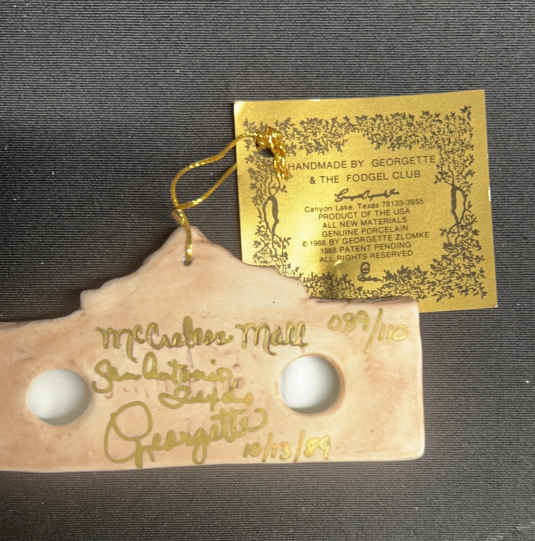 HANDMADE BY GEORGETTE
& THE FODGEL CLUB
Canyon Lake, Texas 78133-3955
PRODUCT OF THE USA
ALL NEW MATERIALS
GENUINE PORCELAIN
© 1988 BY GEORGETTE ZLOMKE
1988 PATENT PENDING
ALL RIGHTS RESERVED
McCreless Mall 089/110
San Antonio,
Texas
Georgette
10/13/89